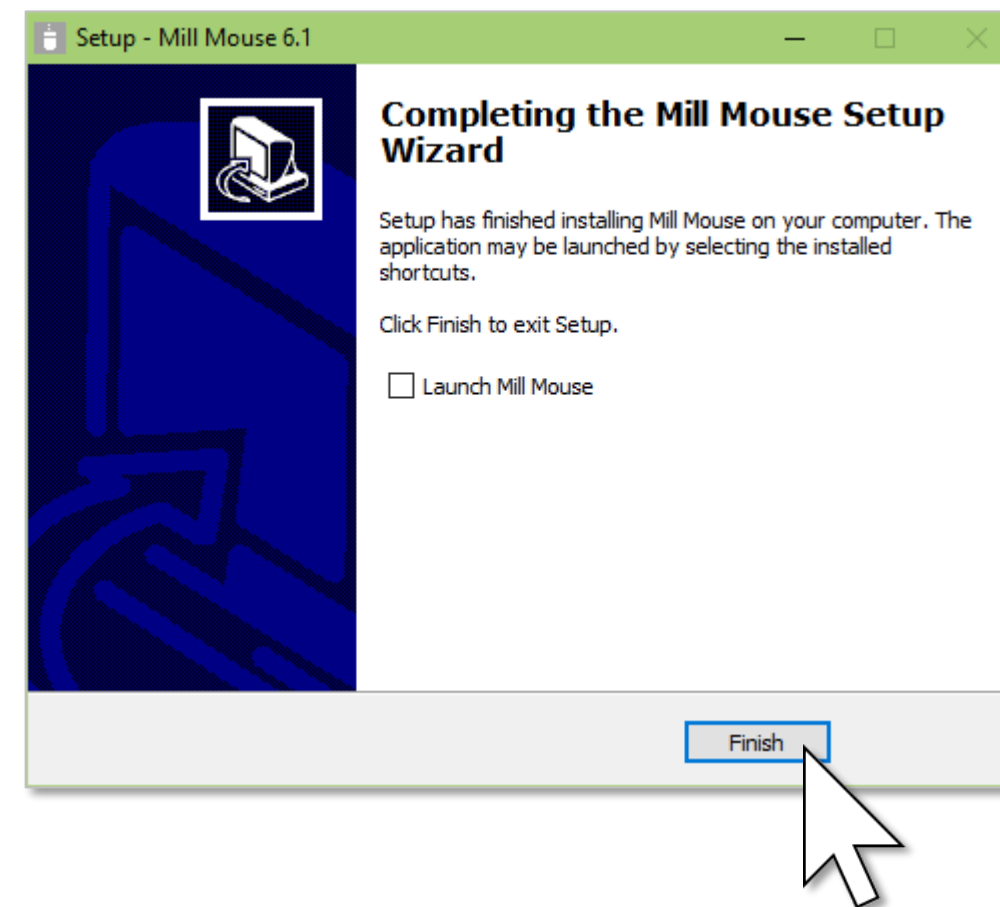 Setup - Mill Mouse 6.1
Completing the Mill Mouse Setup
Wizard
Setup has finished installing Mill Mouse on your computer. The
application may be launched by selecting the installed
shortcuts.
Click Finish to exit Setup.
Launch Mill Mouse
Finish